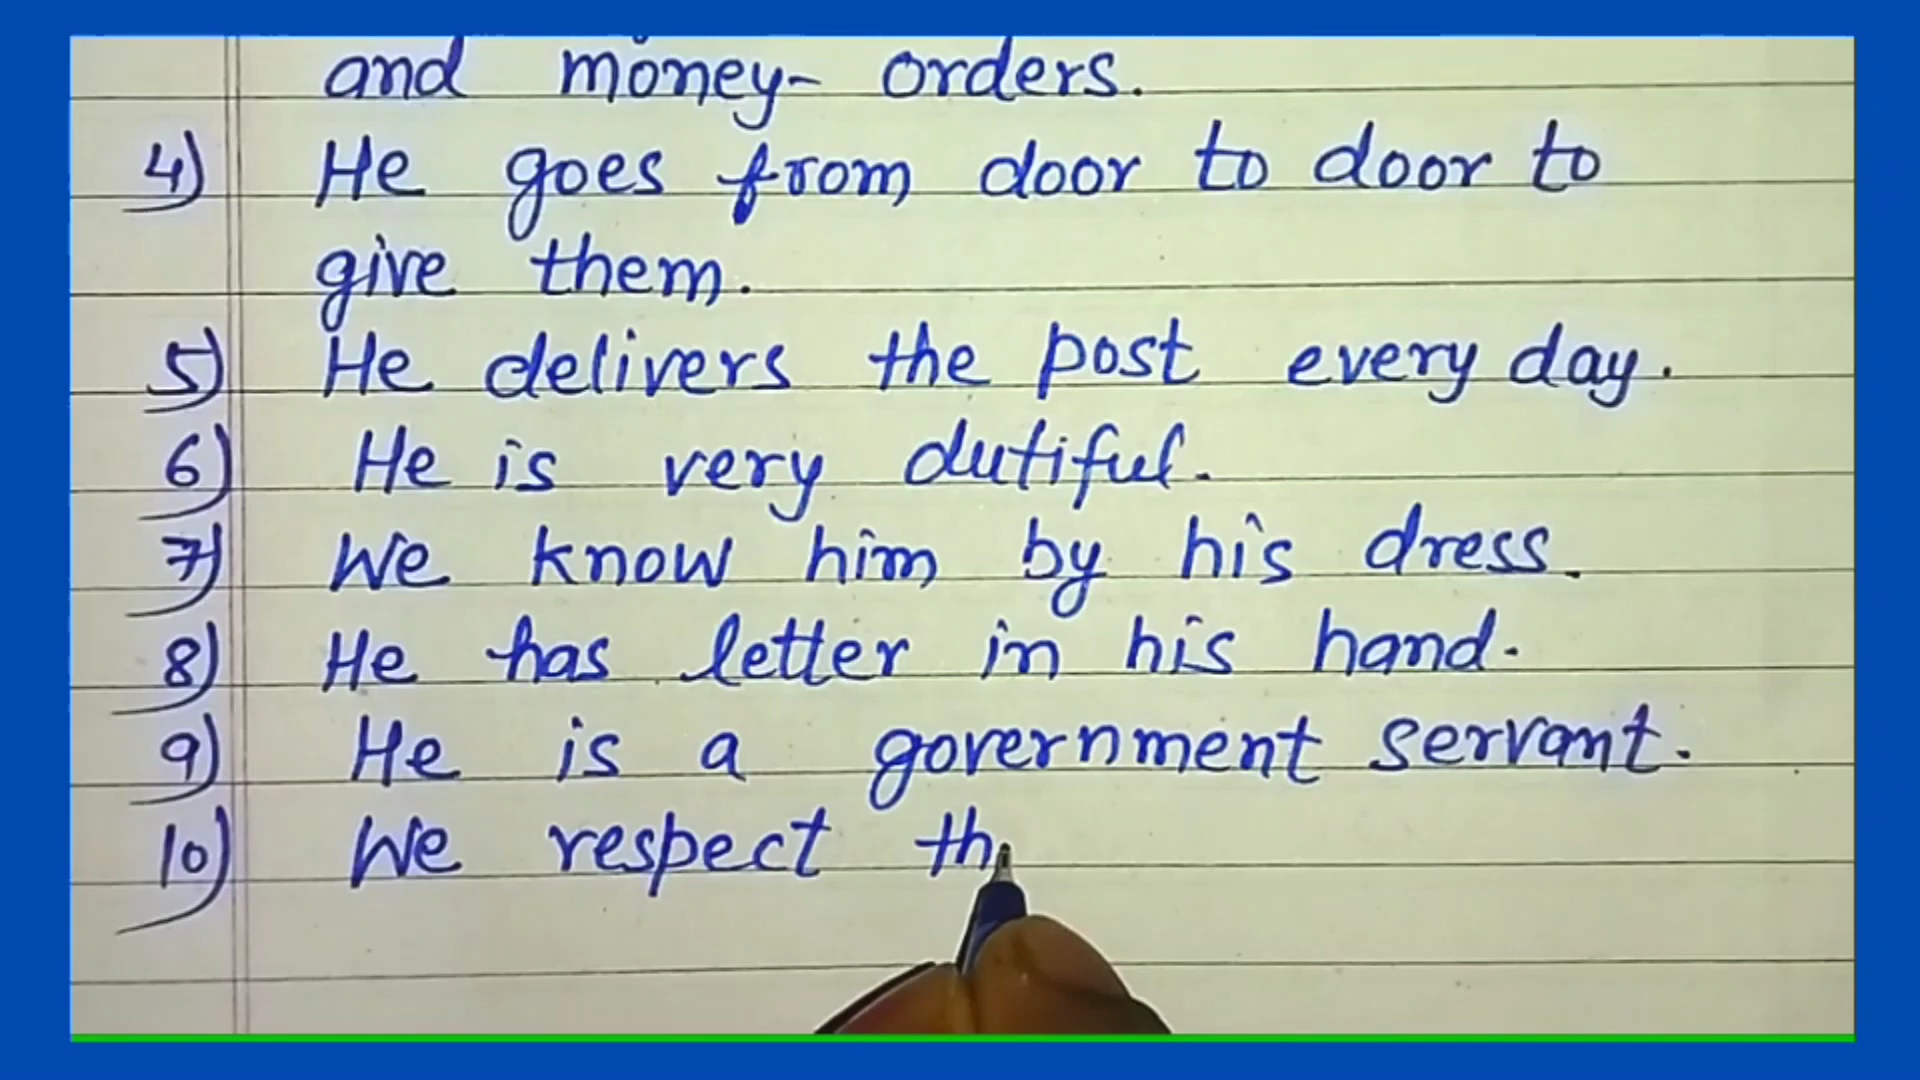 and money- orders.
4) He goes from door to door to
give them.
5) He delivers the post every day.
6) He is very dutiful.
7) We know him by his dress.
8) He has letter in his hand.
9) He is a government servant.
10) We respect th